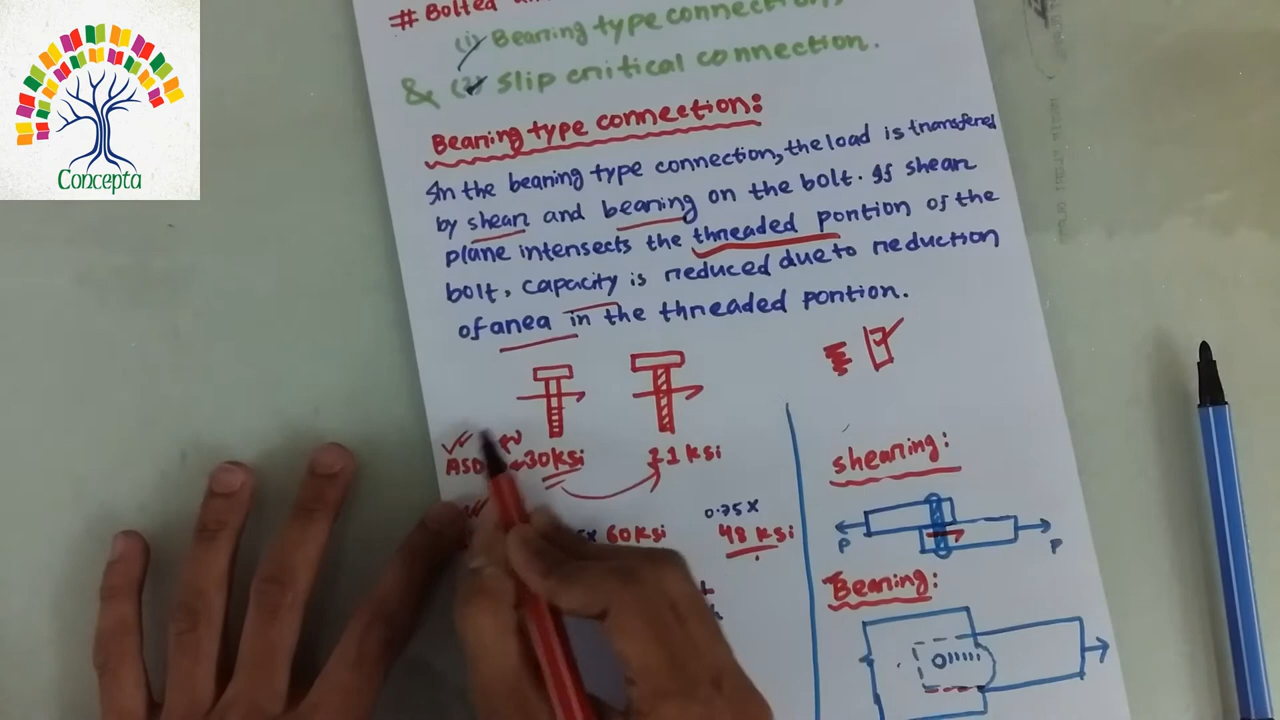 Concepta
# Bolted
(1) Bearing type connection,
& (2) Slip critical connection.
Bearing type connection:
In the bearing type connection, the load is transfered
by shear and bearing on the bolt. If shear
plane intersects the threaded portion of the
bolt, capacity is reduced due to reduction
of area in the threaded portion.
ASD 30ksi
21 ksi
0.75 x
x 60ksi
48 ksi
shearing:
P
P
Bearing: